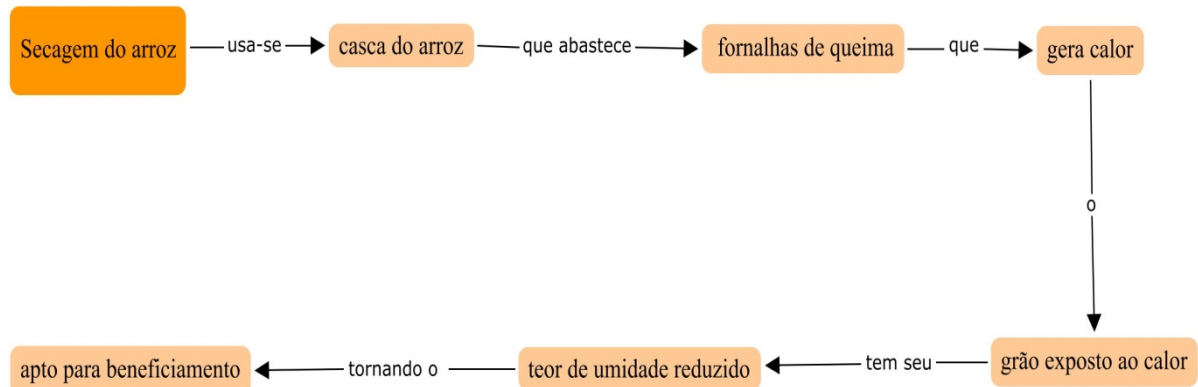 Secagem do arroz
usa-se
casca do arroz
que abastece
fornalhas de queima
que
gera calor
o
grão exposto ao calor
tem seu
teor de umidade reduzido
tornando o
apto para beneficiamento